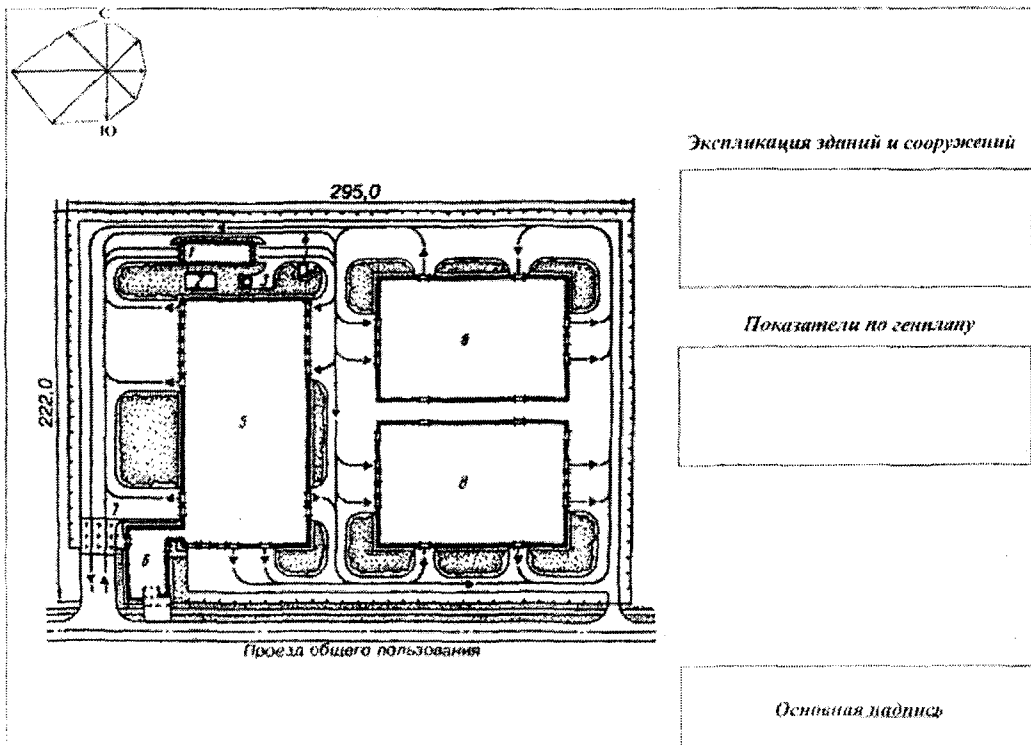 С
Ю
Экспликация зданий и сооружений
295,0
1
2
3
Показатели по генплану
222,0
5
7
6
Проезд общего пользования
Основная надпись